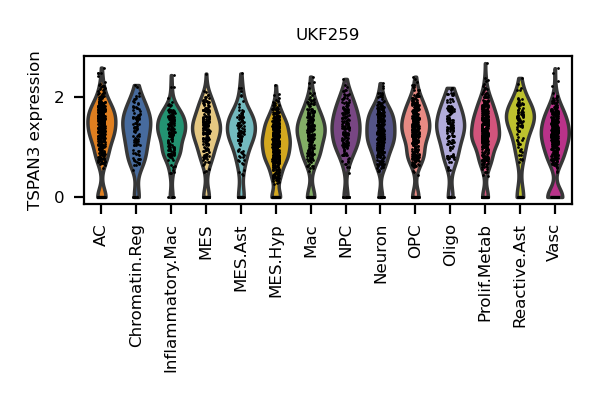 UKF259
TSPAN3 expression
2
0
AC
Chromatin.Reg
Inflammatory.Mac
MES
MES.Ast
MES.Hyp
Mac
NPC
Neuron
OPC
Oligo
Prolif.Metab
Reactive.Ast
Vasc